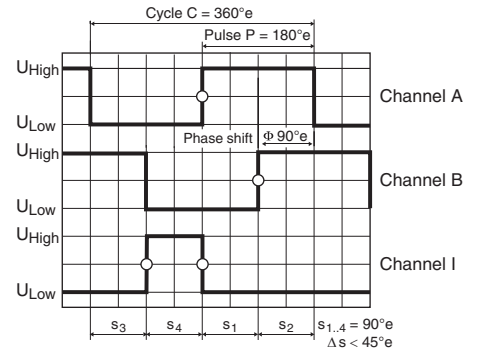 Cycle C = 360°e
Pulse P = 180°e
UHigh
Channel A
ULow
Phase shift Φ 90°e
UHigh
Channel B
ULow
UHigh
Channel I
ULow
s3 s4 s1 s2 s1..4 = 90°e
Δs < 45°e